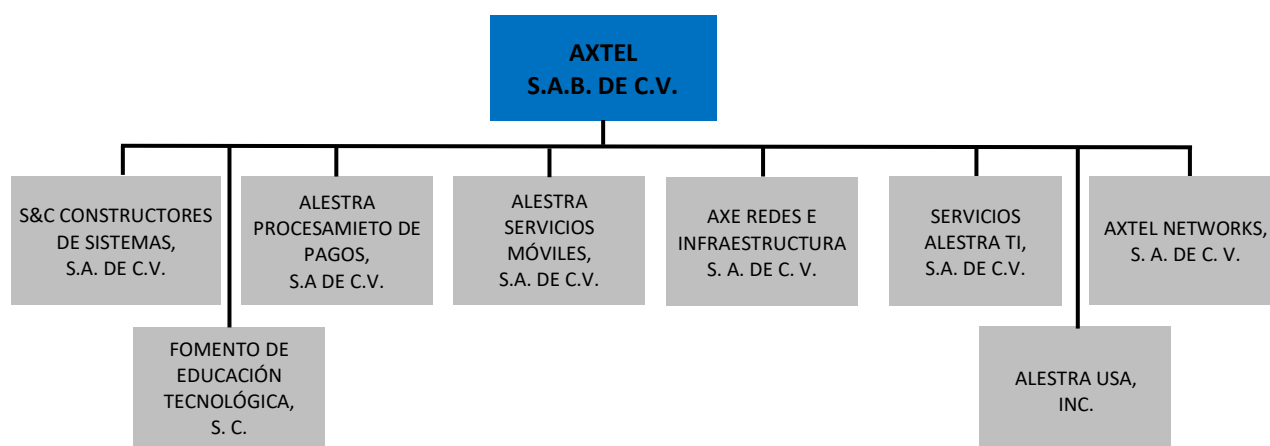 AXTEL
S.A.B. DE C.V.
S&C CONSTRUCTORES
DE SISTEMAS,
S.A. DE C.V.
ALESTRA
PROCESAMIETO DE
PAGOS,
S.A DE C.V.
ALESTRA
SERVICIOS
MÓVILES,
S.A. DE C.V.
AXE REDES E
INFRAESTRUCTURA
S. A. DE C. V.
SERVICIOS
ALESTRA TI,
S.A. DE C.V.
AXTEL NETWORKS,
S. A. DE C. V.
FOMENTO DE
EDUCACIÓN
TECNOLÓGICA,
S. C.
ALESTRA USA,
INC.